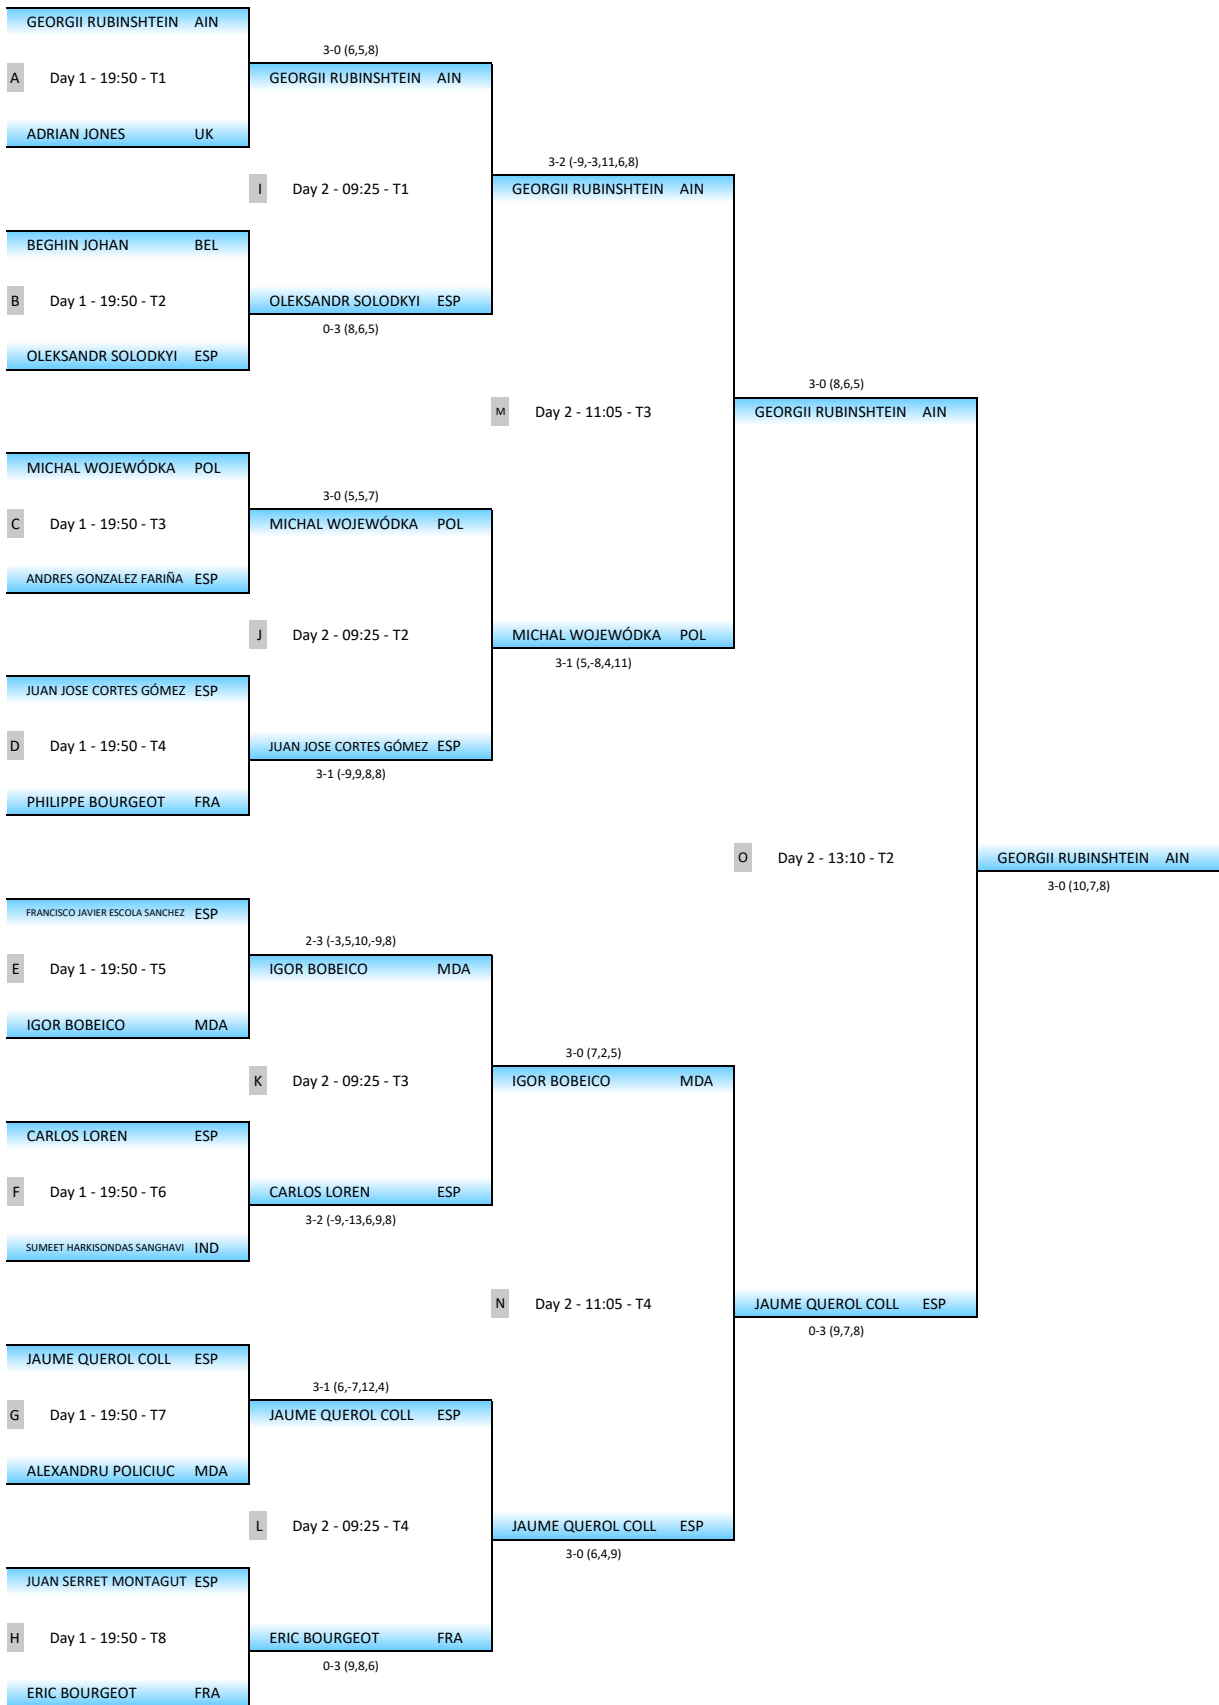 GEORGII RUBINSHTEIN AIN
3-0 (6,5,8)
A Day 1 - 19:50 - T1
GEORGII RUBINSHTEIN AIN
ADRIAN JONES UK
3-2 (-9,-3,11,6,8)
I Day 2 - 09:25 - T1
GEORGII RUBINSHTEIN AIN
BEGHIN JOHAN BEL
B Day 1 - 19:50 - T2
OLEKSANDR SOLODKYI ESP
0-3 (8,6,5)
OLEKSANDR SOLODKYI ESP
3-0 (8,6,5)
M Day 2 - 11:05 - T3
GEORGII RUBINSHTEIN AIN
MICHAL WOJEWÓDKA POL
3-0 (5,5,7)
C Day 1 - 19:50 - T3
MICHAL WOJEWÓDKA POL
ANDRES GONZALEZ FARIÑA ESP
J Day 2 - 09:25 - T2
MICHAL WOJEWÓDKA POL
3-1 (5,-8,4,11)
JUAN JOSE CORTES GÓMEZ ESP
D Day 1 - 19:50 - T4
JUAN JOSE CORTES GÓMEZ ESP
3-1 (-9,9,8,8)
PHILIPPE BOURGEOT FRA
O Day 2 - 13:10 - T2
GEORGII RUBINSHTEIN AIN
3-0 (10,7,8)
FRANCISCO JAVIER ESCOLA SANCHEZ ESP
2-3 (-3,5,10,-9,8)
E Day 1 - 19:50 - T5
IGOR BOBEICO MDA
IGOR BOBEICO MDA
3-0 (7,2,5)
K Day 2 - 09:25 - T3
IGOR BOBEICO MDA
CARLOS LOREN ESP
F Day 1 - 19:50 - T6
CARLOS LOREN ESP
3-2 (-9,-13,6,9,8)
SUMEET HARKISONDAS SANGHAVI IND
N Day 2 - 11:05 - T4
JAUME QUEROL COLL ESP
0-3 (9,7,8)
JAUME QUEROL COLL ESP
3-1 (6,-7,12,4)
G Day 1 - 19:50 - T7
JAUME QUEROL COLL ESP
ALEXANDRU POLICIUC MDA
L Day 2 - 09:25 - T4
JAUME QUEROL COLL ESP
3-0 (6,4,9)
JUAN SERRET MONTAGUT ESP
H Day 1 - 19:50 - T8
ERIC BOURGEOT FRA
0-3 (9,8,6)
ERIC BOURGEOT FRA